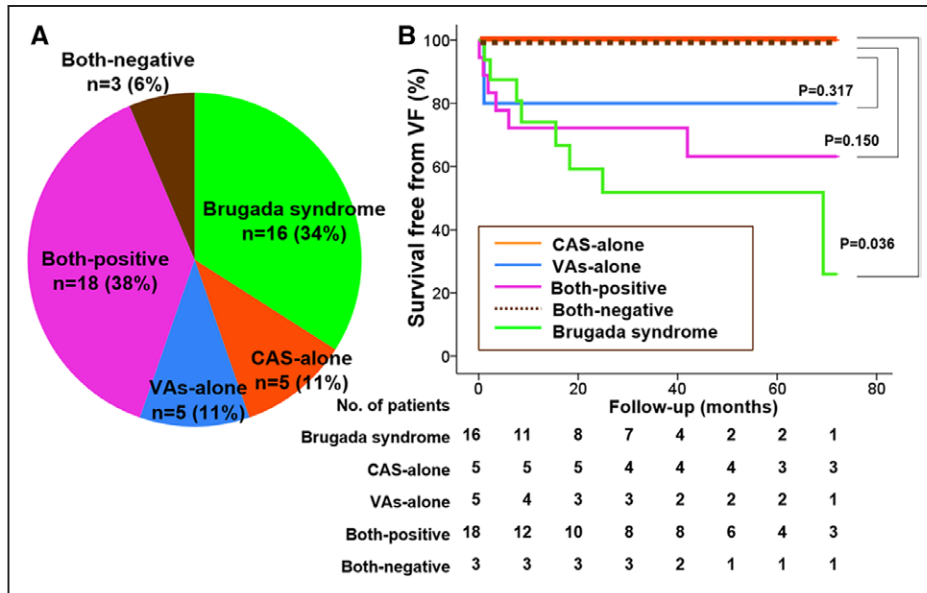 A
Both-negative
n=3 (6%)
Brugada syndrome
n=16 (34%)
Both-positive
n=18 (38%)
CAS-alone
n=5 (11%)
VAs-alone
n=5 (11%)
B
Survival free from VF (%)
100
80
60
40
20
0
P=0.317
P=0.150
P=0.036
CAS-alone
VAs-alone
Both-positive
Both-negative
Brugada syndrome
0 20 40 60 80
Follow-up (months)
No. of patients
Brugada syndrome 16 11 8 7 4 2 2 1
CAS-alone 5 5 5 4 4 4 3 3
VAs-alone 5 4 3 3 2 2 2 1
Both-positive 18 12 10 8 8 6 4 3
Both-negative 3 3 3 3 2 1 1 1